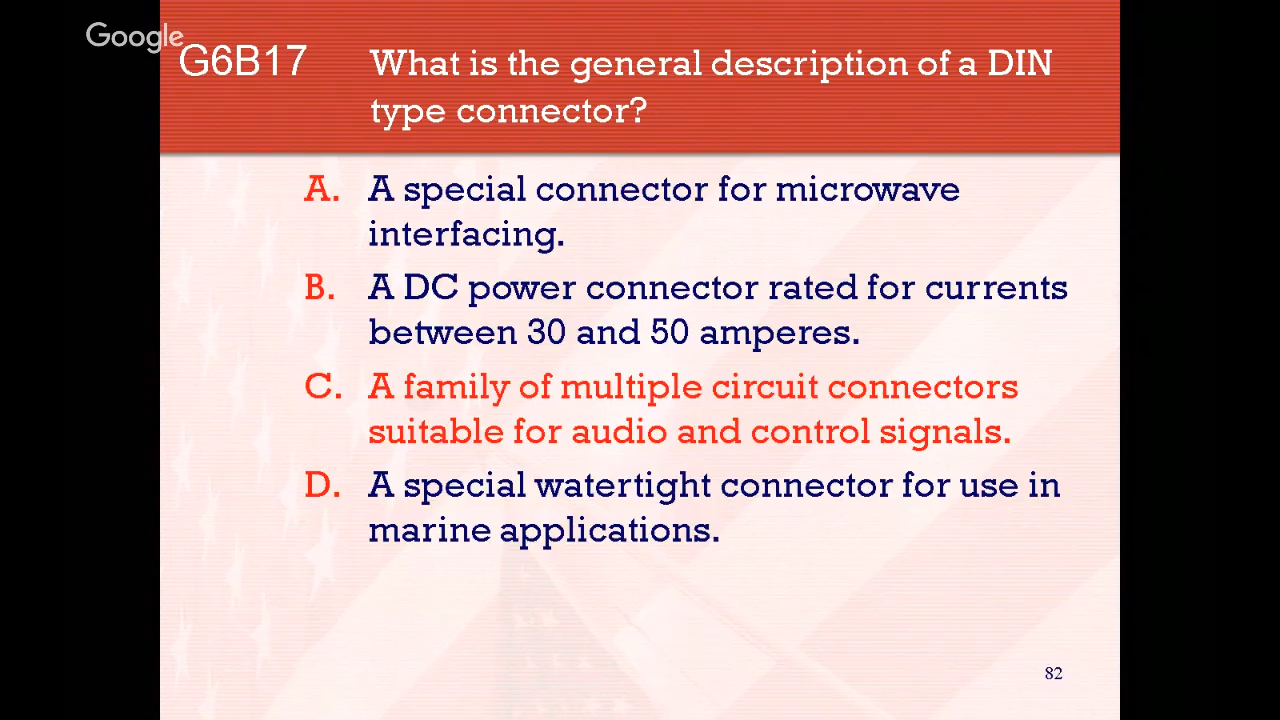 Google
G6B17 What is the general description of a DIN
type connector?
A. A special connector for microwave
interfacing.
B. A DC power connector rated for currents
between 30 and 50 amperes.
C. A family of multiple circuit connectors
suitable for audio and control signals.
D. A special watertight connector for use in
marine applications.
82